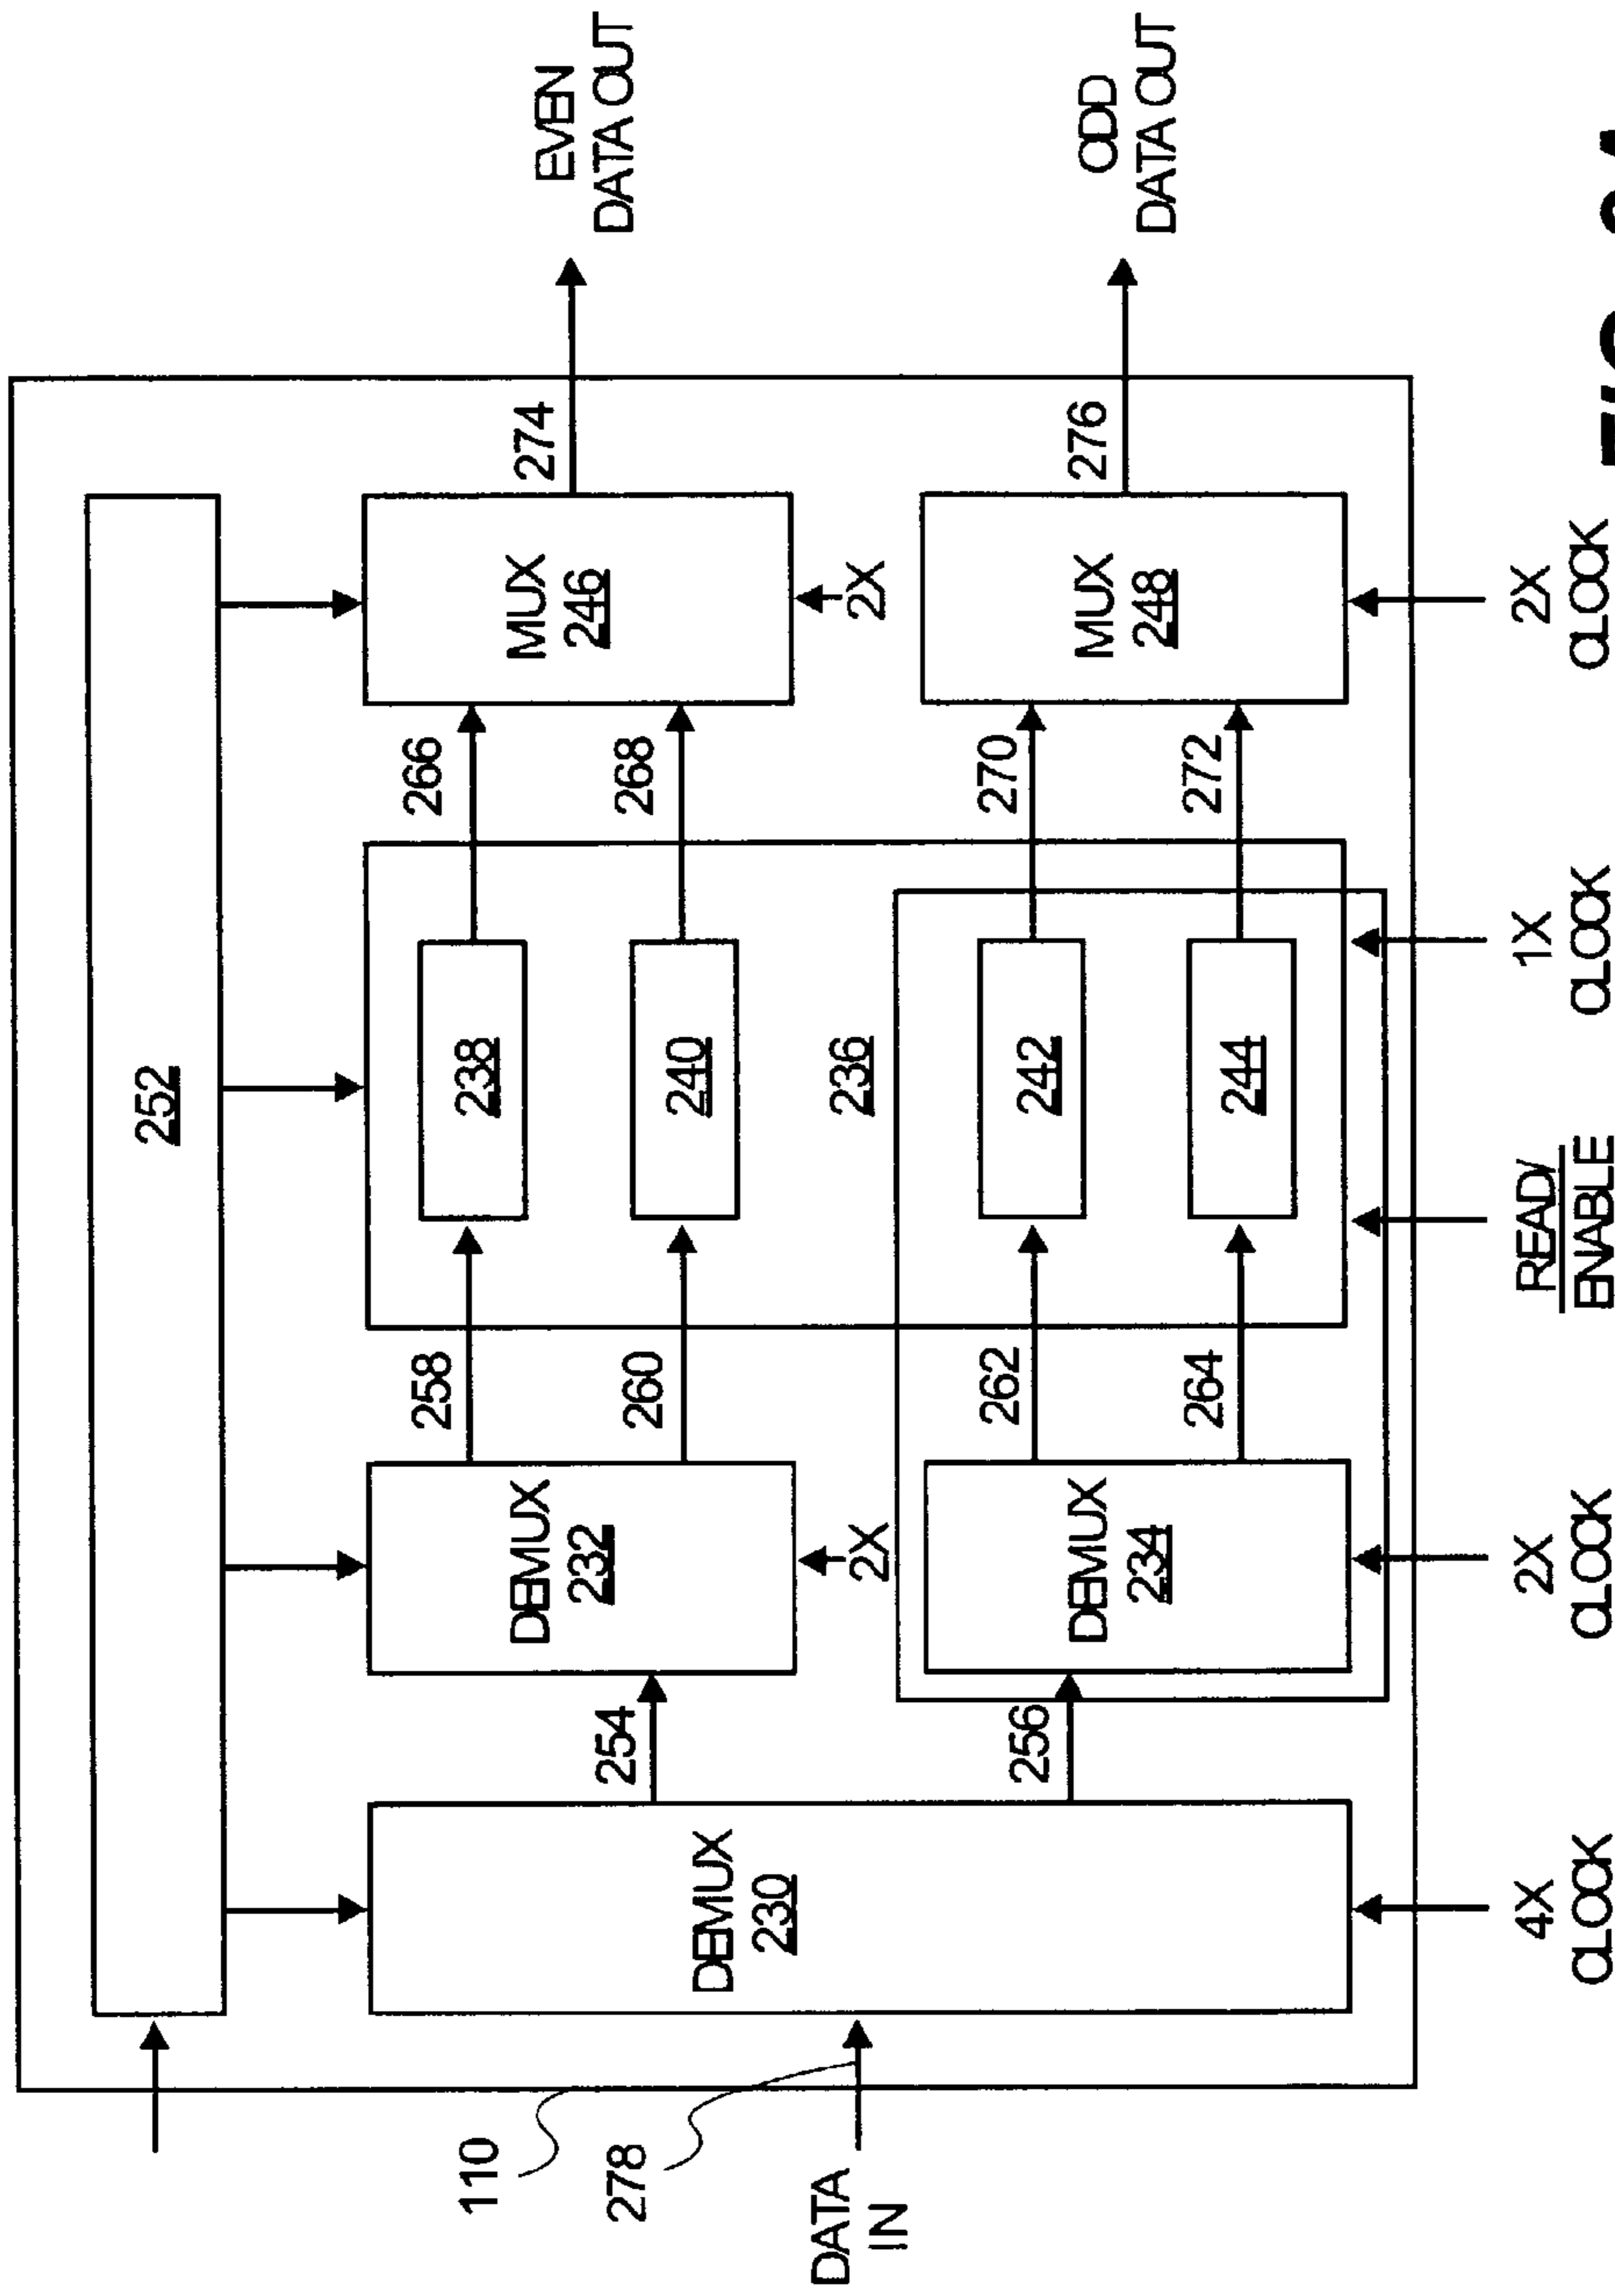 252
110
278
DATA
IN
DEMUX
230
254
256
DEMUX
232
2X
DEMUX
234
258
260
262
264
238
240
236
242
244
266
268
270
272
MUX
246
2X
MUX
248
274
276
EVEN
DATA OUT
ODD
DATA OUT
4X
CLOCK
2X
CLOCK
READ/
ENABLE
1X
CLOCK
2X
CLOCK